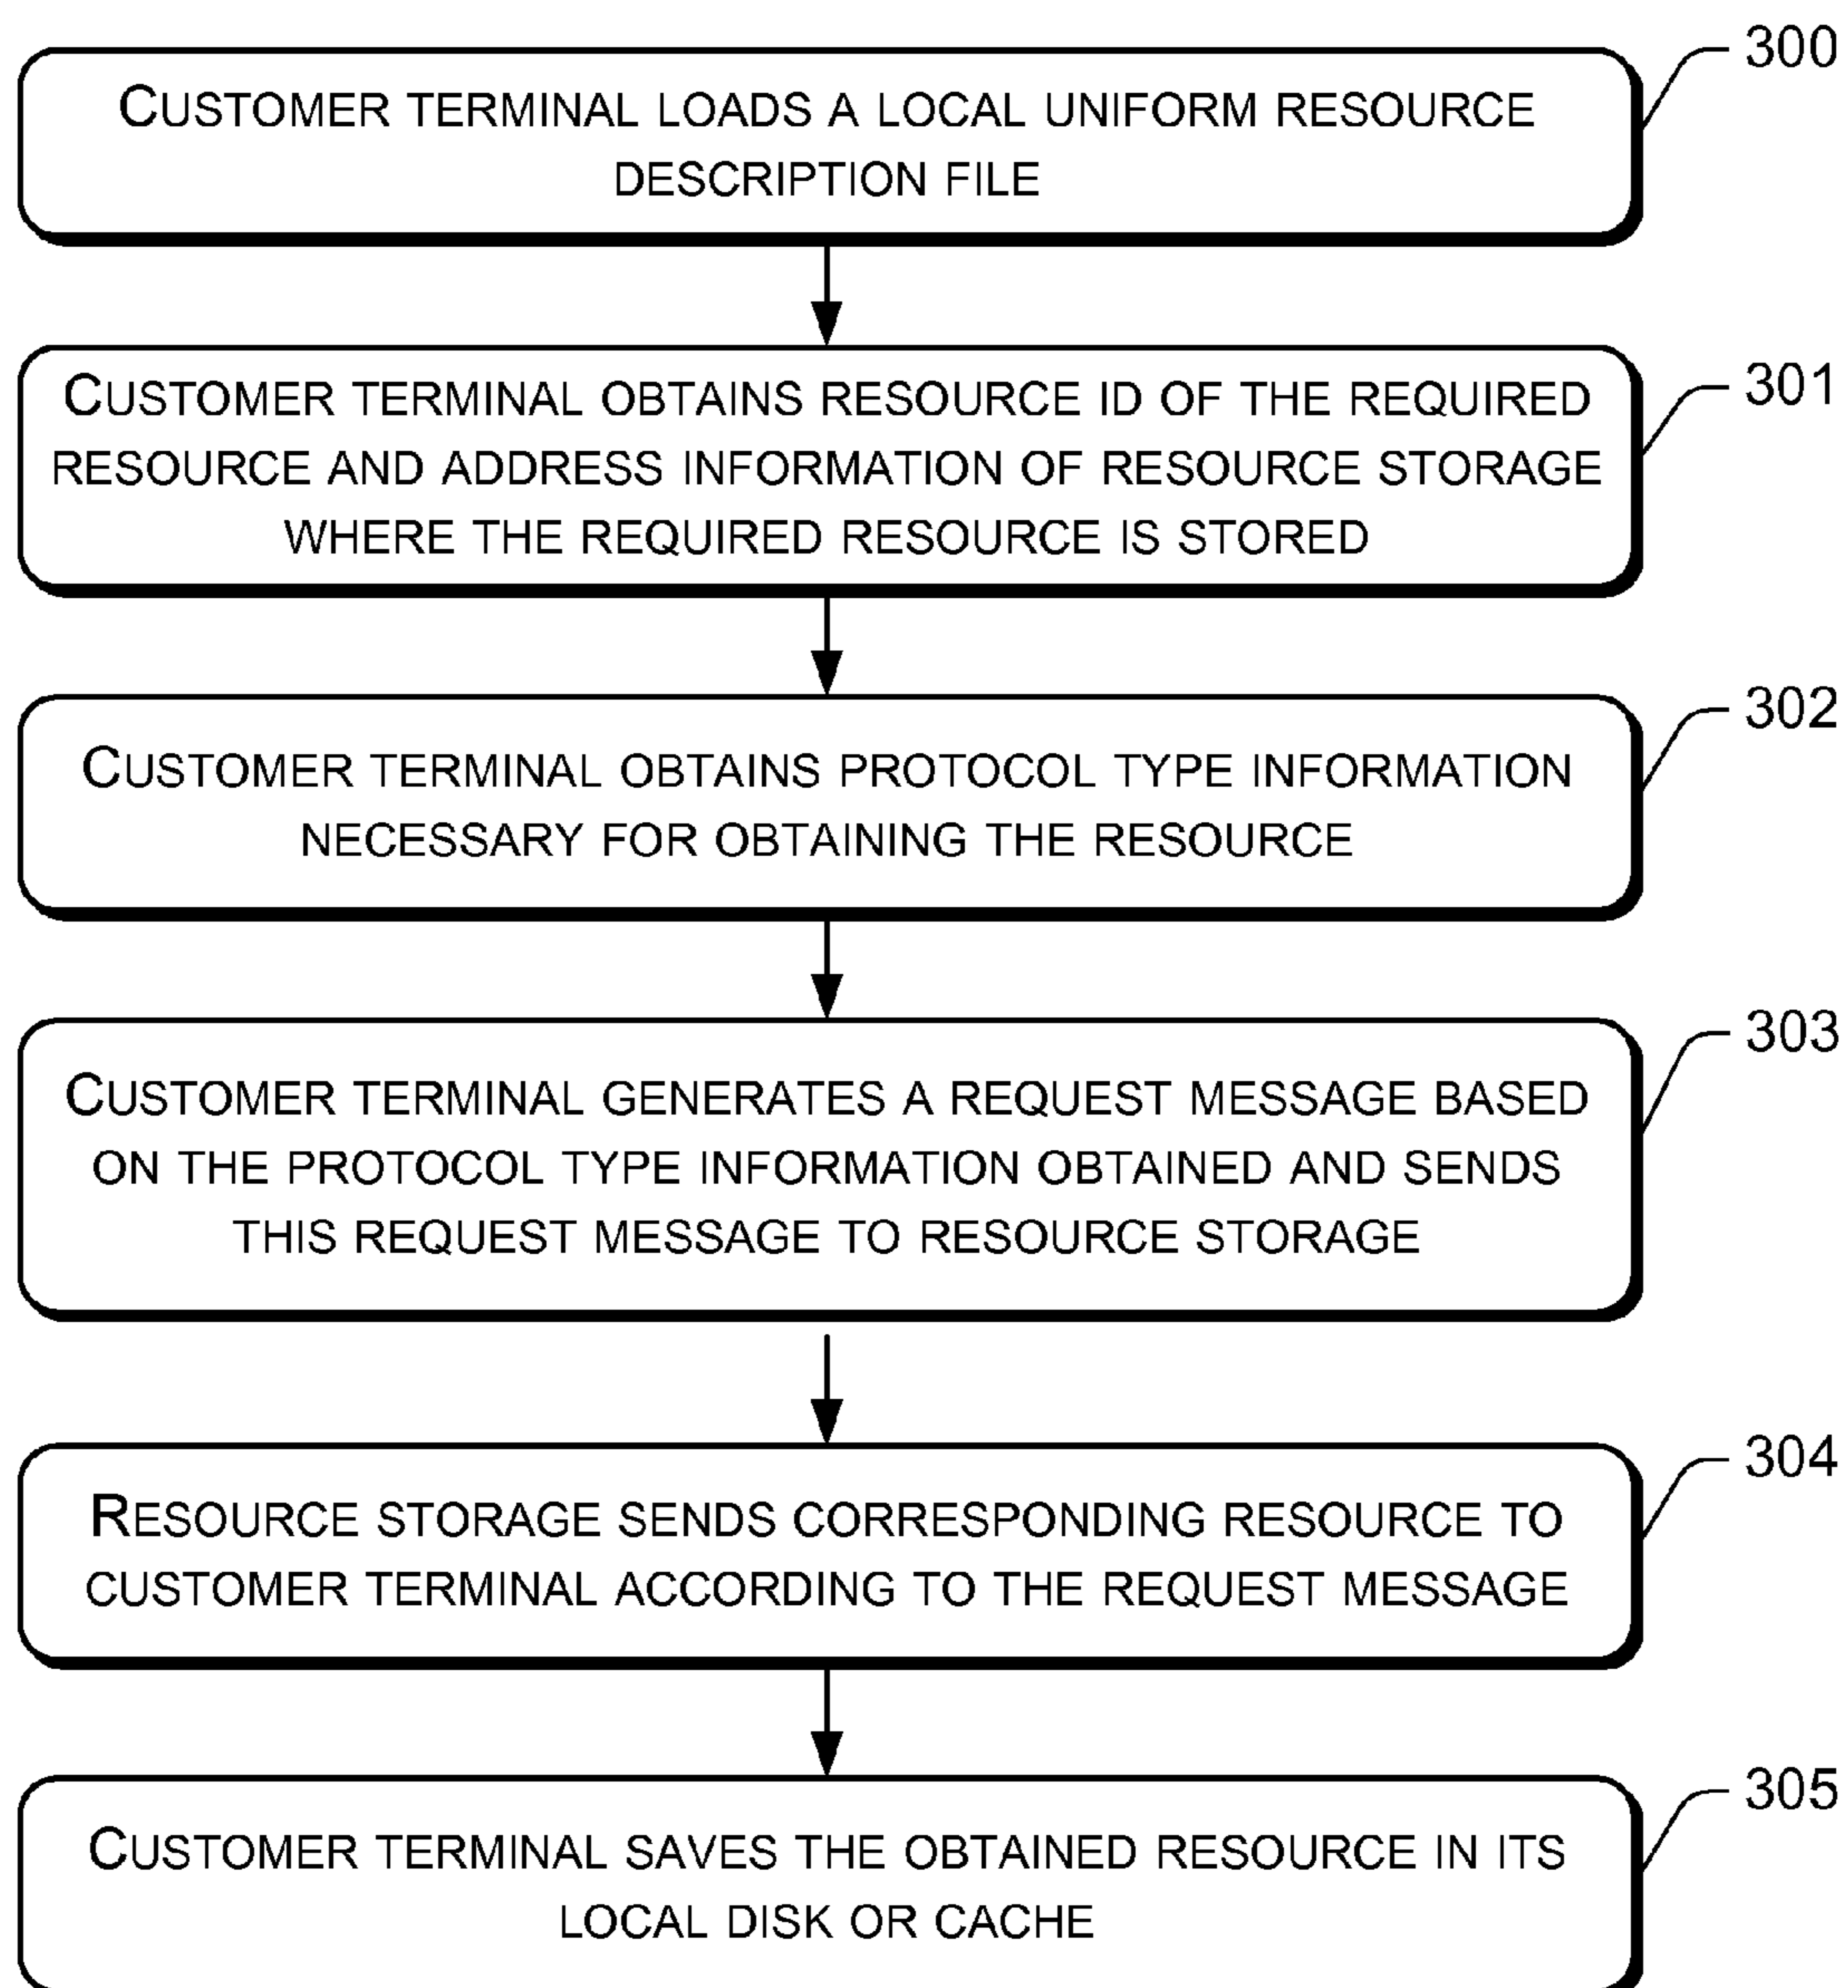 300
CUSTOMER TERMINAL LOADS A LOCAL UNIFORM RESOURCE
DESCRIPTION FILE
301
CUSTOMER TERMINAL OBTAINS RESOURCE ID OF THE REQUIRED
RESOURCE AND ADDRESS INFORMATION OF RESOURCE STORAGE
WHERE THE REQUIRED RESOURCE IS STORED
302
CUSTOMER TERMINAL OBTAINS PROTOCOL TYPE INFORMATION
NECESSARY FOR OBTAINING THE RESOURCE
303
CUSTOMER TERMINAL GENERATES A REQUEST MESSAGE BASED
ON THE PROTOCOL TYPE INFORMATION OBTAINED AND SENDS
THIS REQUEST MESSAGE TO RESOURCE STORAGE
304
RESOURCE STORAGE SENDS CORRESPONDING RESOURCE TO
CUSTOMER TERMINAL ACCORDING TO THE REQUEST MESSAGE
305
CUSTOMER TERMINAL SAVES THE OBTAINED RESOURCE IN ITS
LOCAL DISK OR CACHE